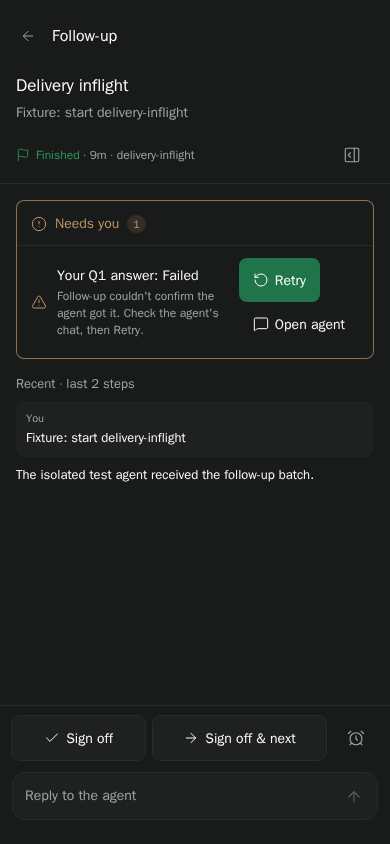 Follow-up
Delivery inflight
Fixture: start delivery-inflight
Finished · 9m · delivery-inflight
Needs you 1
Your Q1 answer: Failed
Follow-up couldn't confirm the
agent got it. Check the agent's
chat, then Retry.
Retry
Open agent
Recent · last 2 steps
You
Fixture: start delivery-inflight
The isolated test agent received the follow-up batch.
Sign off
Sign off & next
Reply to the agent